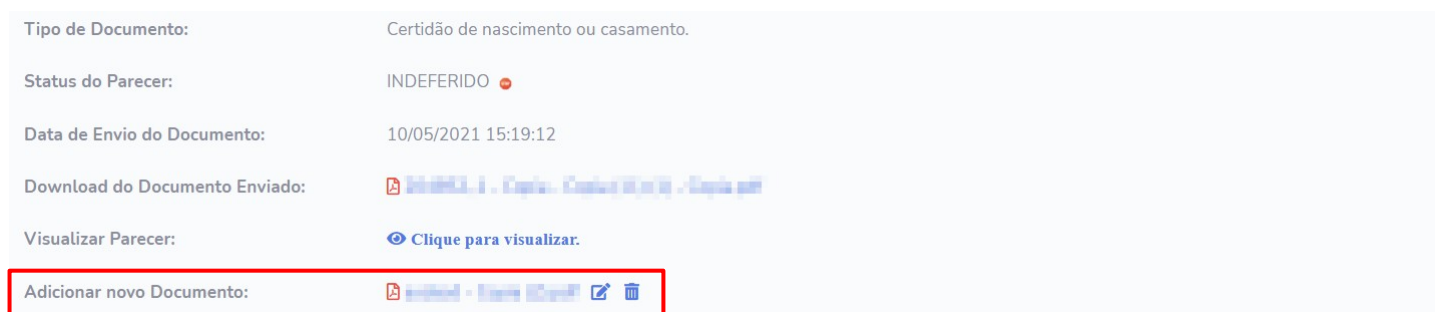 Tipo de Documento: Certidão de nascimento ou casamento.
Status do Parecer: INDEFERIDO
Data de Envio do Documento: 10/05/2021 15:19:12
Download do Documento Enviado:
Visualizar Parecer: Clique para visualizar.
Adicionar novo Documento: